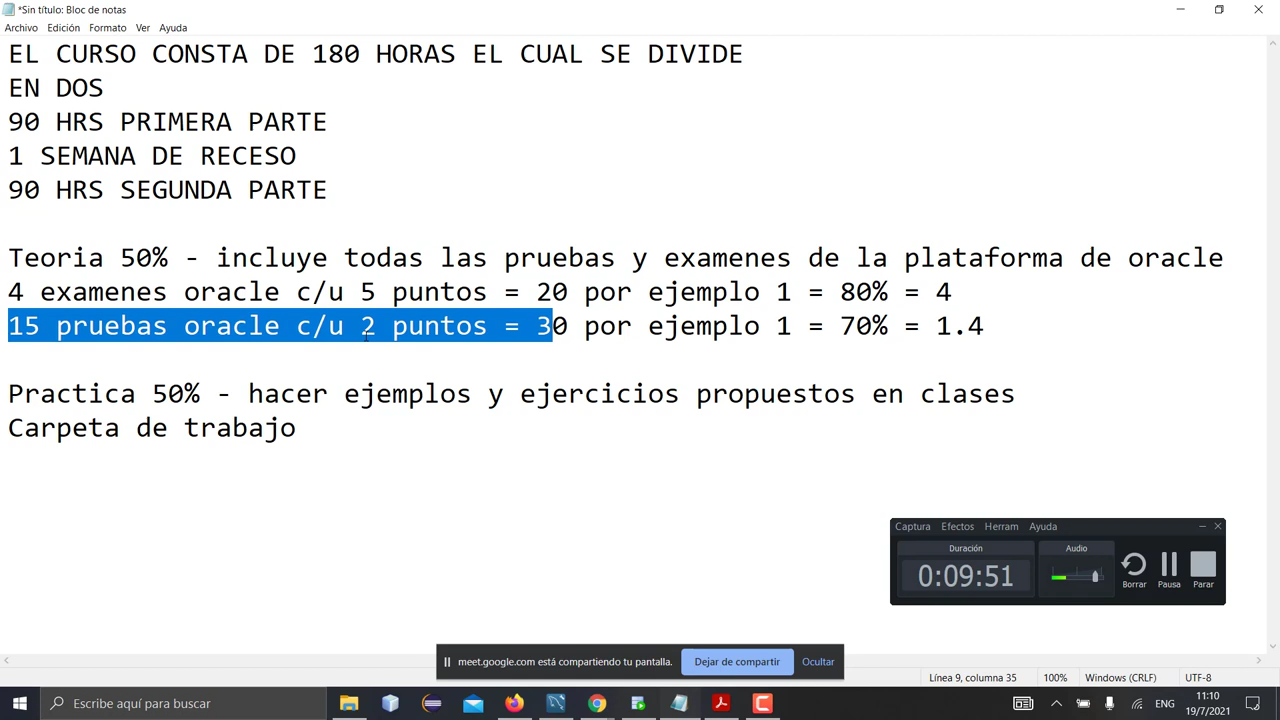 *Sin título: Bloc de notas
Archivo Edición Formato Ver Ayuda
EL CURSO CONSTA DE 180 HORAS EL CUAL SE DIVIDE
EN DOS
90 HRS PRIMERA PARTE
1 SEMANA DE RECESO
90 HRS SEGUNDA PARTE
Teoria 50% - incluye todas las pruebas y examenes de la plataforma de oracle
4 examenes oracle c/u 5 puntos = 20 por ejemplo 1 = 80% = 4
15 pruebas oracle c/u 2 puntos = 30 por ejemplo 1 = 70% = 1.4
Practica 50% - hacer ejemplos y ejercicios propuestos en clases
Carpeta de trabajo
Captura Efectos Herram Ayuda
Duración Audio
0:09:51
Borrar Pausa Parar
meet.google.com está compartiendo tu pantalla. Dejar de compartir Ocultar
Línea 9, columna 35 100% Windows (CRLF) UTF-8
Escribe aquí para buscar
ENG
11:10
19/7/2021